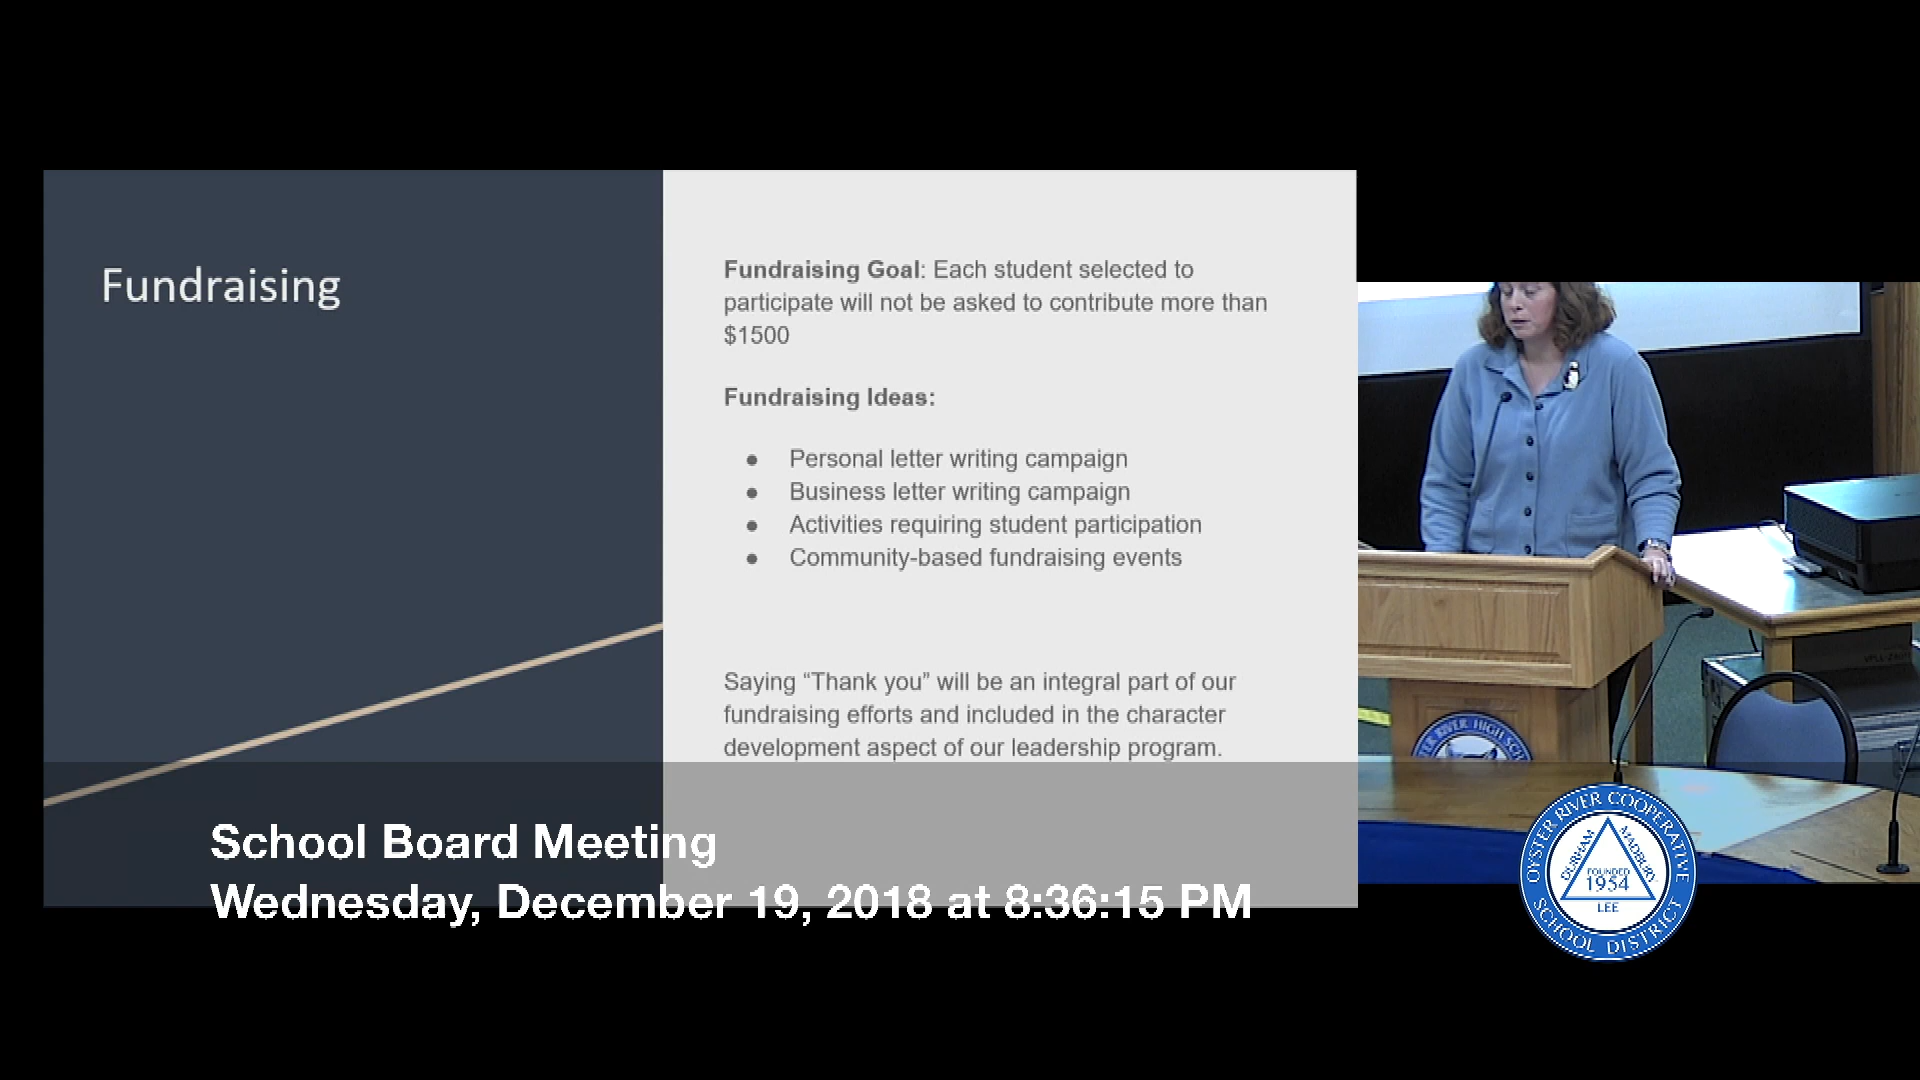 Fundraising
Fundraising Goal: Each student selected to
participate will not be asked to contribute more than
$1500
Fundraising Ideas:
● Personal letter writing campaign
● Business letter writing campaign
● Activities requiring student participation
● Community-based fundraising events
Saying “Thank you” will be an integral part of our
fundraising efforts and included in the character
development aspect of our leadership program.
School Board Meeting
Wednesday, December 19, 2018 at 8:36:15 PM
RIVER HIGH
OYSTER RIVER COOPERATIVE
SCHOOL DISTRICT
DURHAM
MADBURY
FOUNDED
1954
LEE